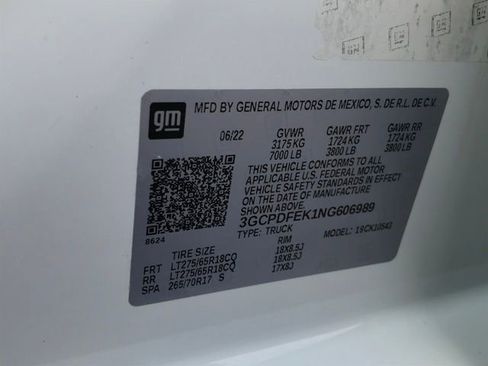 gm
MFD BY GENERAL MOTORS DE MEXICO, S. DE R.L. DE C.V.
06/22 GVWR GAWR FRT GAWR RR
3175 KG 1724 KG 1724 KG
7000 LB 3800 LB 3800 LB
THIS VEHICLE CONFORMS TO ALL
APPLICABLE U.S. FEDERAL MOTOR
VEHICLE SAFETY STANDARDS IN
EFFECT ON THE DATE OF MANUFACTURE
SHOWN ABOVE.
3GCPDFEK1NG606989
8624
TYPE: TRUCK MODEL: 18CK10543
TIRE SIZE RIM
FRT LT275/65R18CQ 18X8.5J
RR LT275/65R18CQ 18X8.5J
SPA 265/70R17 S 17X8J